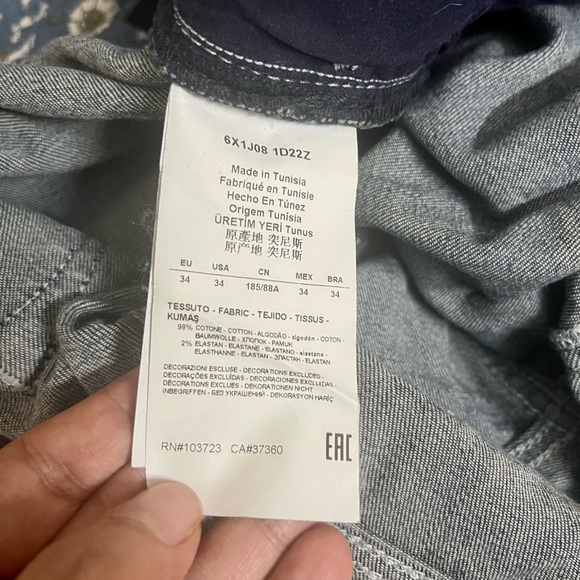 6X1J08 1D22Z
Made in Tunisia
Fabriqué en Tunisie
Hecho En Túnez
Origem Tunísia
ÜRETİM YERİ Tunus
原產地 突尼斯
原产地 突尼斯
EU USA CN MEX BRA
34 34 185/88A 34 34
TESSUTO - FABRIC - TEJIDO - TISSUS -
KUMAŞ
98% COTONE - COTTON - ALGODÃO - algodón - COTON -
BAUMWOLLE - ХЛОПОК - PAMUK
2% ELASTAN - ELASTANE - ELASTANO - elastane -
ELASTHANNE - ELASTAN - ЭЛАСТАН - ELASTAN
DECORAZIONI ESCLUSE - DECORATIONS EXCLUDED -
DECORAÇÕES EXCLUÍDAS - DECORACIONES EXCLUIDAS -
DÉCORATIONS EXCLUES - DEKORATIONEN NICHT
INBEGRIFFEN - БЕЗ УКРАШЕНИЙ - DEKORASYON HARİÇ
RN#103723 CA#37360
EAC